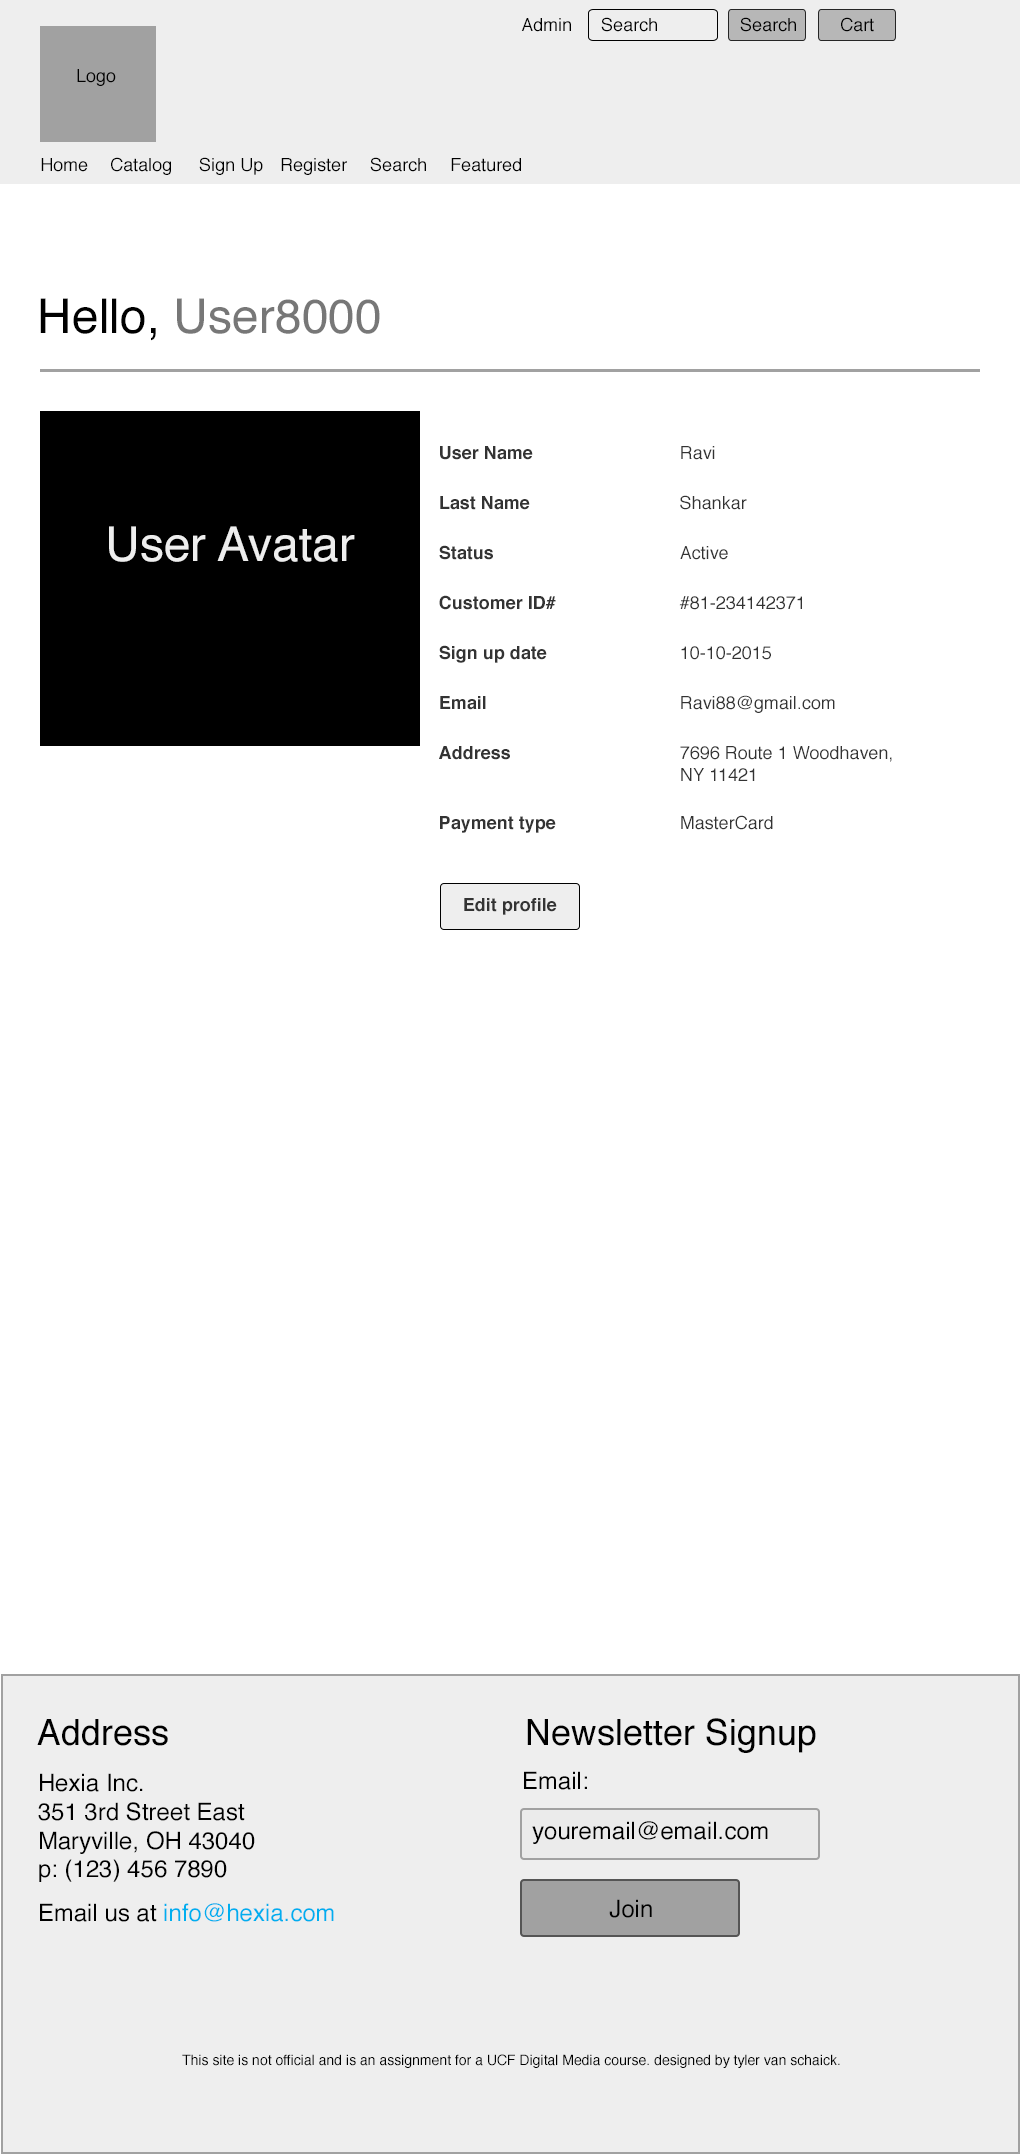 Admin Search Search Cart
Logo
Home Catalog Sign Up Register Search Featured
Hello, User8000
User Avatar
User Name Ravi
Last Name Shankar
Status Active
Customer ID# #81-234142371
Sign up date 10-10-2015
Email Ravi88@gmail.com
Address 7696 Route 1 Woodhaven,
NY 11421
Payment type MasterCard
Edit profile
Address
Hexia Inc.
351 3rd Street East
Maryville, OH 43040
p: (123) 456 7890
Email us at info@hexia.com
Newsletter Signup
Email:
youremail@email.com
Join
This site is not official and is an assignment for a UCF Digital Media course. designed by tyler van schaick.